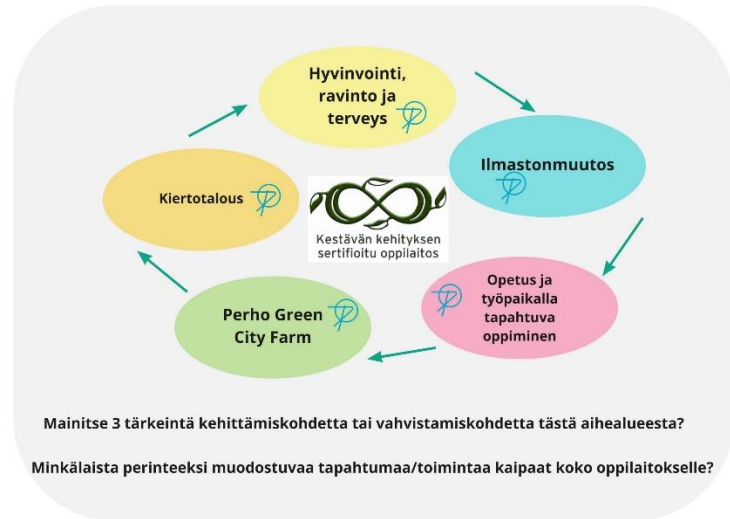 Hyvinvointi,
ravinto ja
terveys
Ilmastonmuutos
Kiertotalous
Kestävän kehityksen
sertifioitu oppilaitos
Opetus ja
työpaikalla
tapahtuva
oppiminen
Perho Green
City Farm
Mainitse 3 tärkeintä kehittämiskohdetta tai vahvistamiskohdetta tästä aihealueesta?
Minkälaista perinteeksi muodostuvaa tapahtumaa/toimintaa kaipaat koko oppilaitokselle?